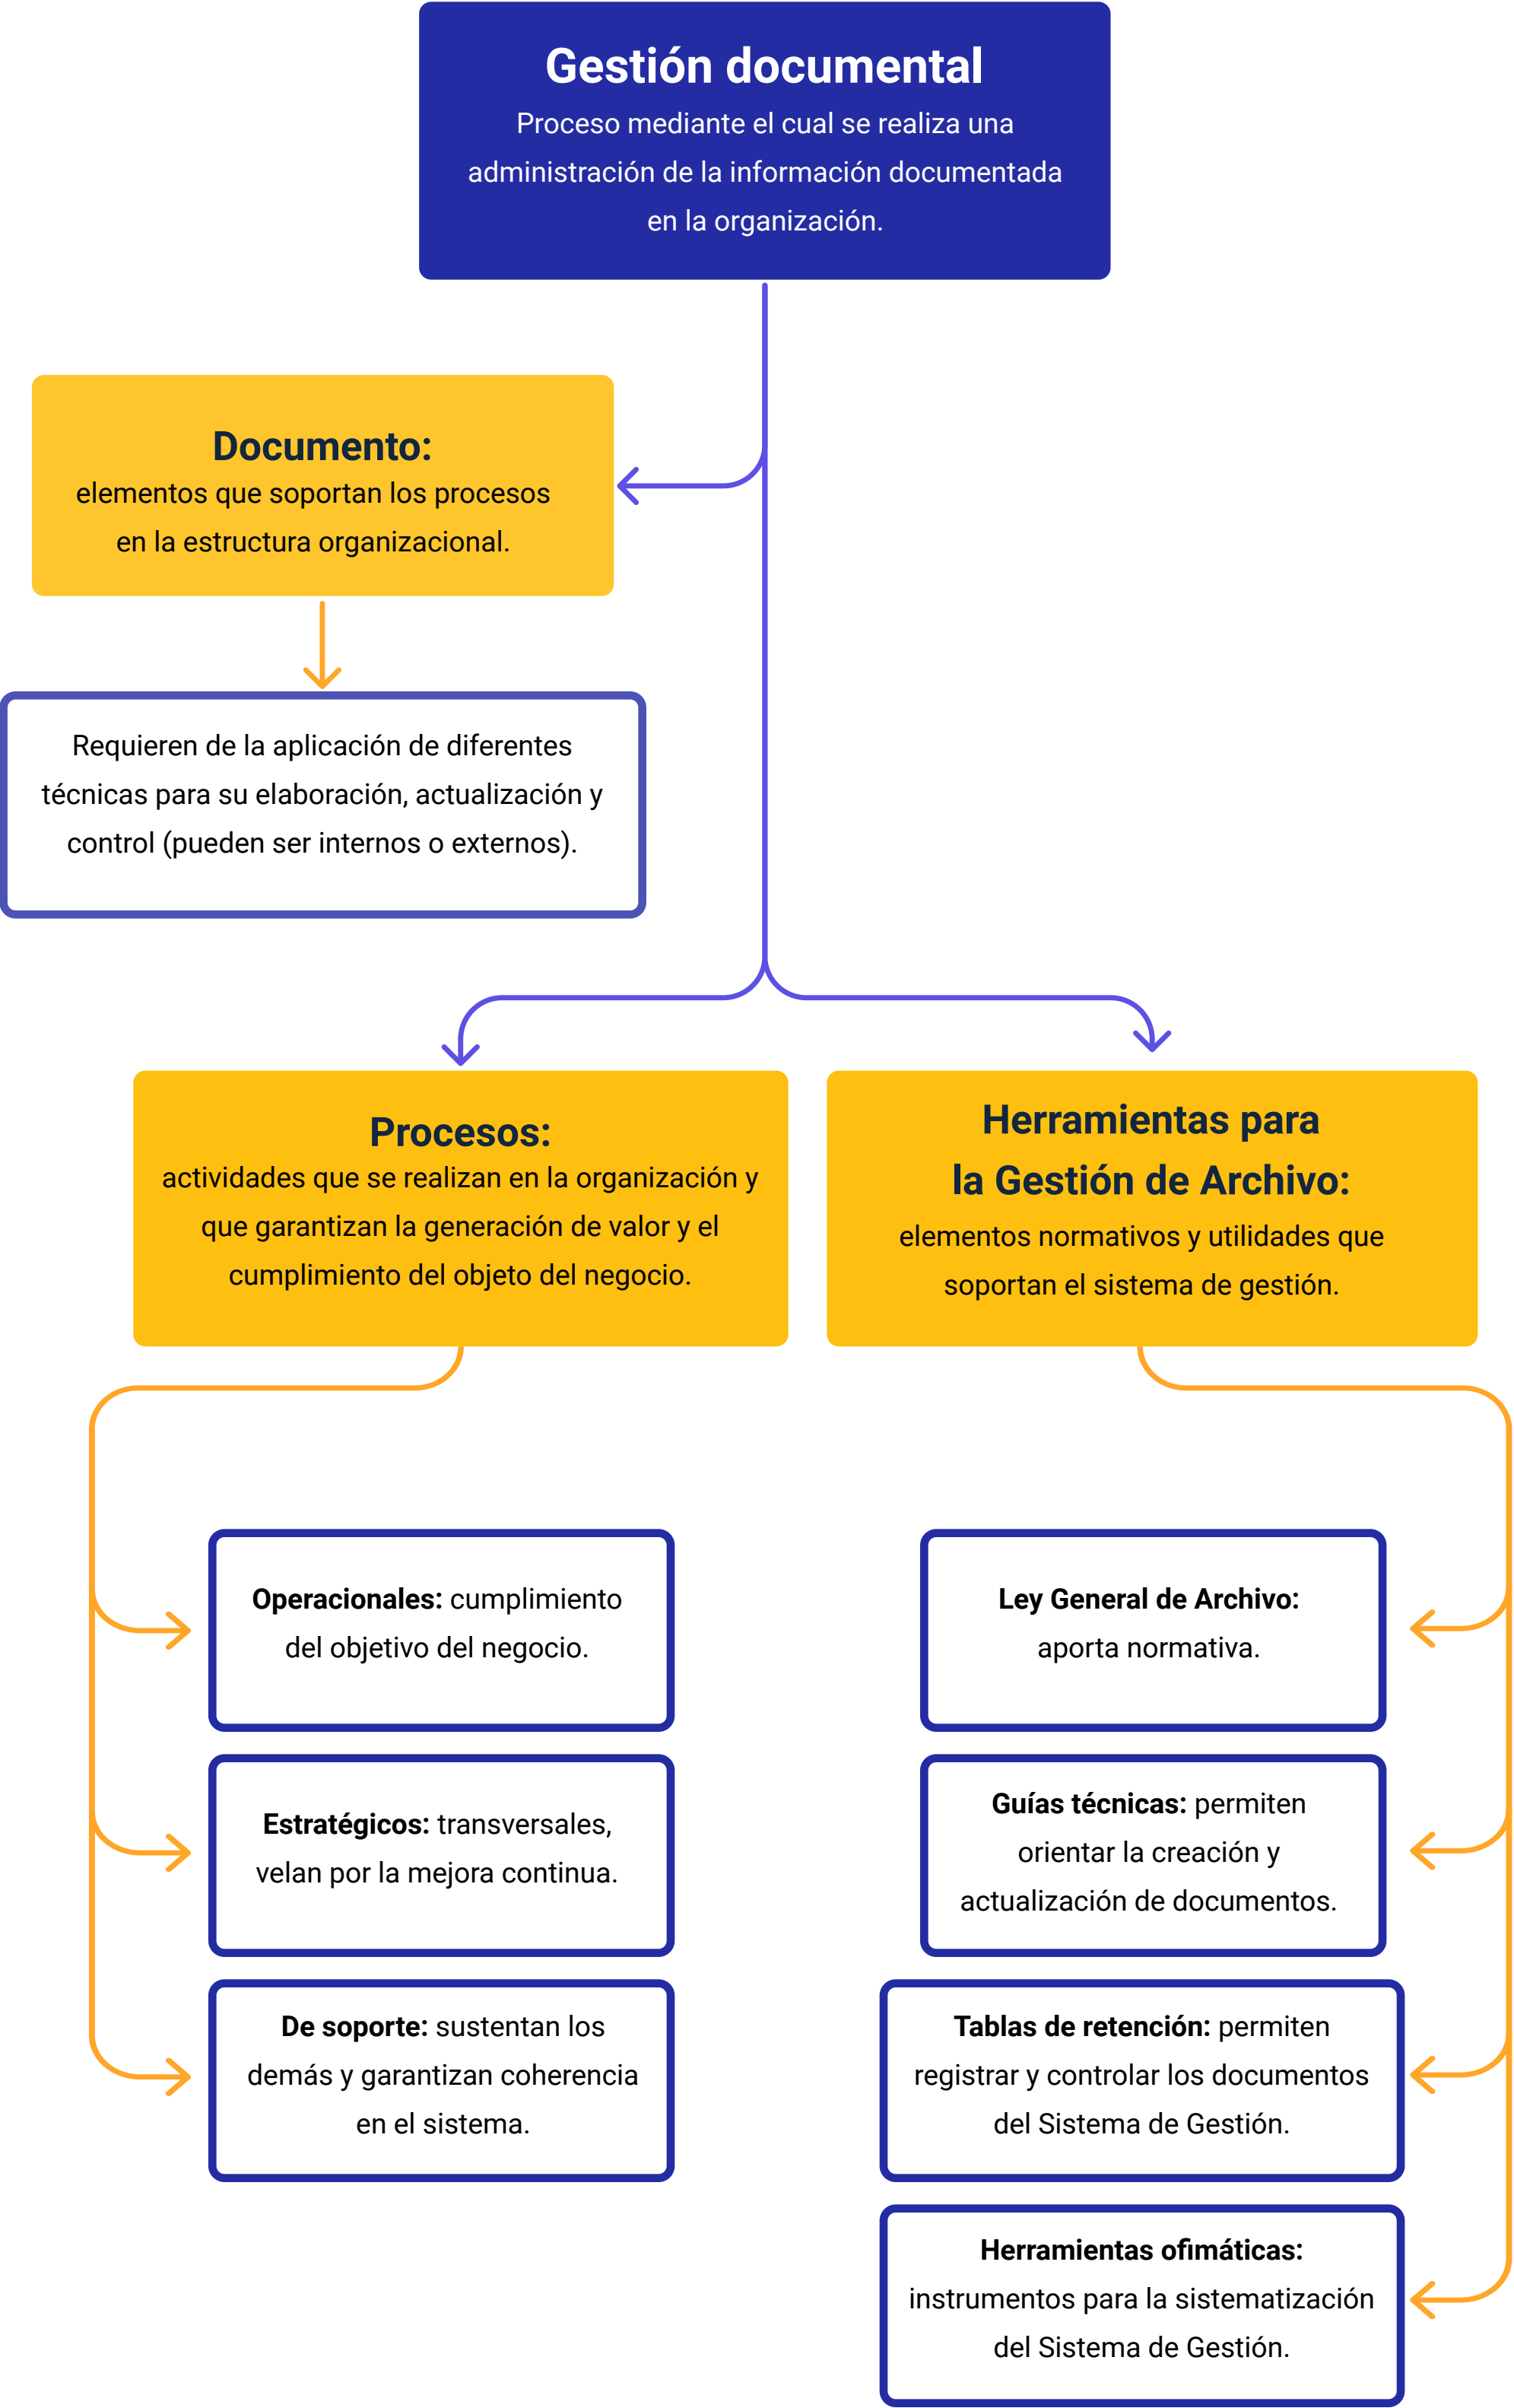 Gestión documental
Proceso mediante el cual se realiza una
administración de la información documentada
en la organización.
Documento:
elementos que soportan los procesos
en la estructura organizacional.
Requieren de la aplicación de diferentes
técnicas para su elaboración, actualización y
control (pueden ser internos o externos).
Procesos:
actividades que se realizan en la organización y
que garantizan la generación de valor y el
cumplimiento del objeto del negocio.
Herramientas para
la Gestión de Archivo:
elementos normativos y utilidades que
soportan el sistema de gestión.
Operacionales: cumplimiento
del objetivo del negocio.
Estratégicos: transversales,
velan por la mejora continua.
De soporte: sustentan los
demás y garantizan coherencia
en el sistema.
Ley General de Archivo:
aporta normativa.
Guías técnicas: permiten
orientar la creación y
actualización de documentos.
Tablas de retención: permiten
registrar y controlar los documentos
del Sistema de Gestión.
Herramientas ofimáticas:
instrumentos para la sistematización
del Sistema de Gestión.